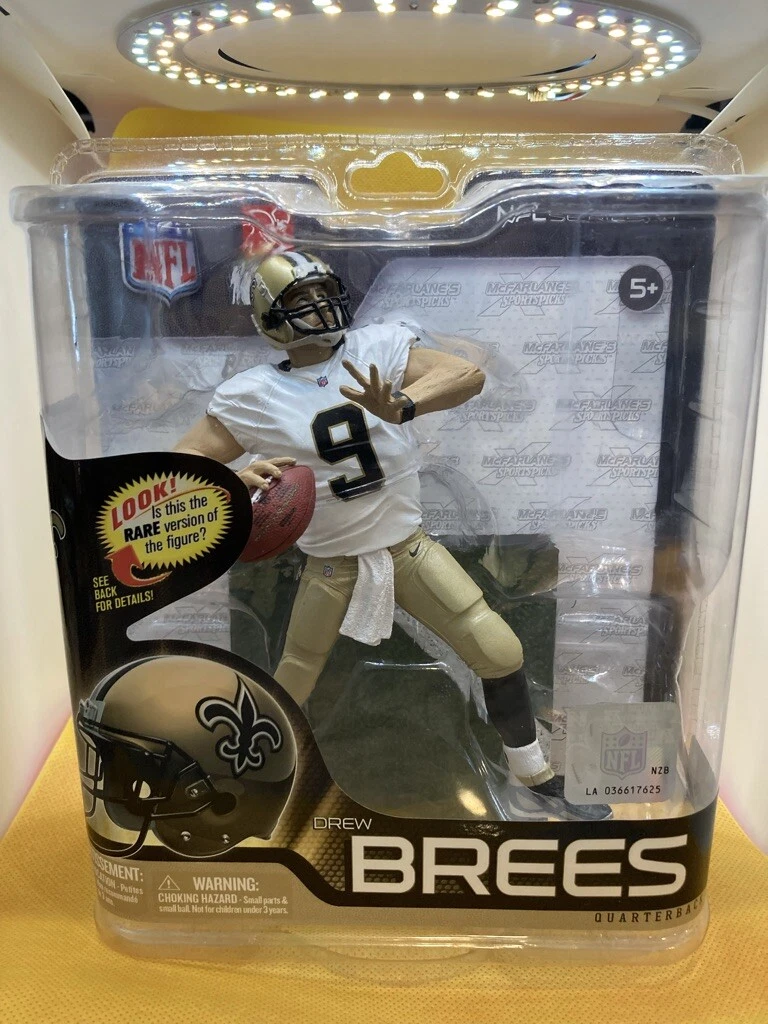 NFL
NFL
5+
McFARLANE'S
SPORTSPICKS
9
LOOK!
Is this the
RARE version of
the figure?
SEE
BACK
FOR DETAILS!
NFL
NZB
LA 036617625
DREW
BREES
QUARTERBACK
WARNING:
CHOKING HAZARD - Small parts &
small ball. Not for children under 3 years.